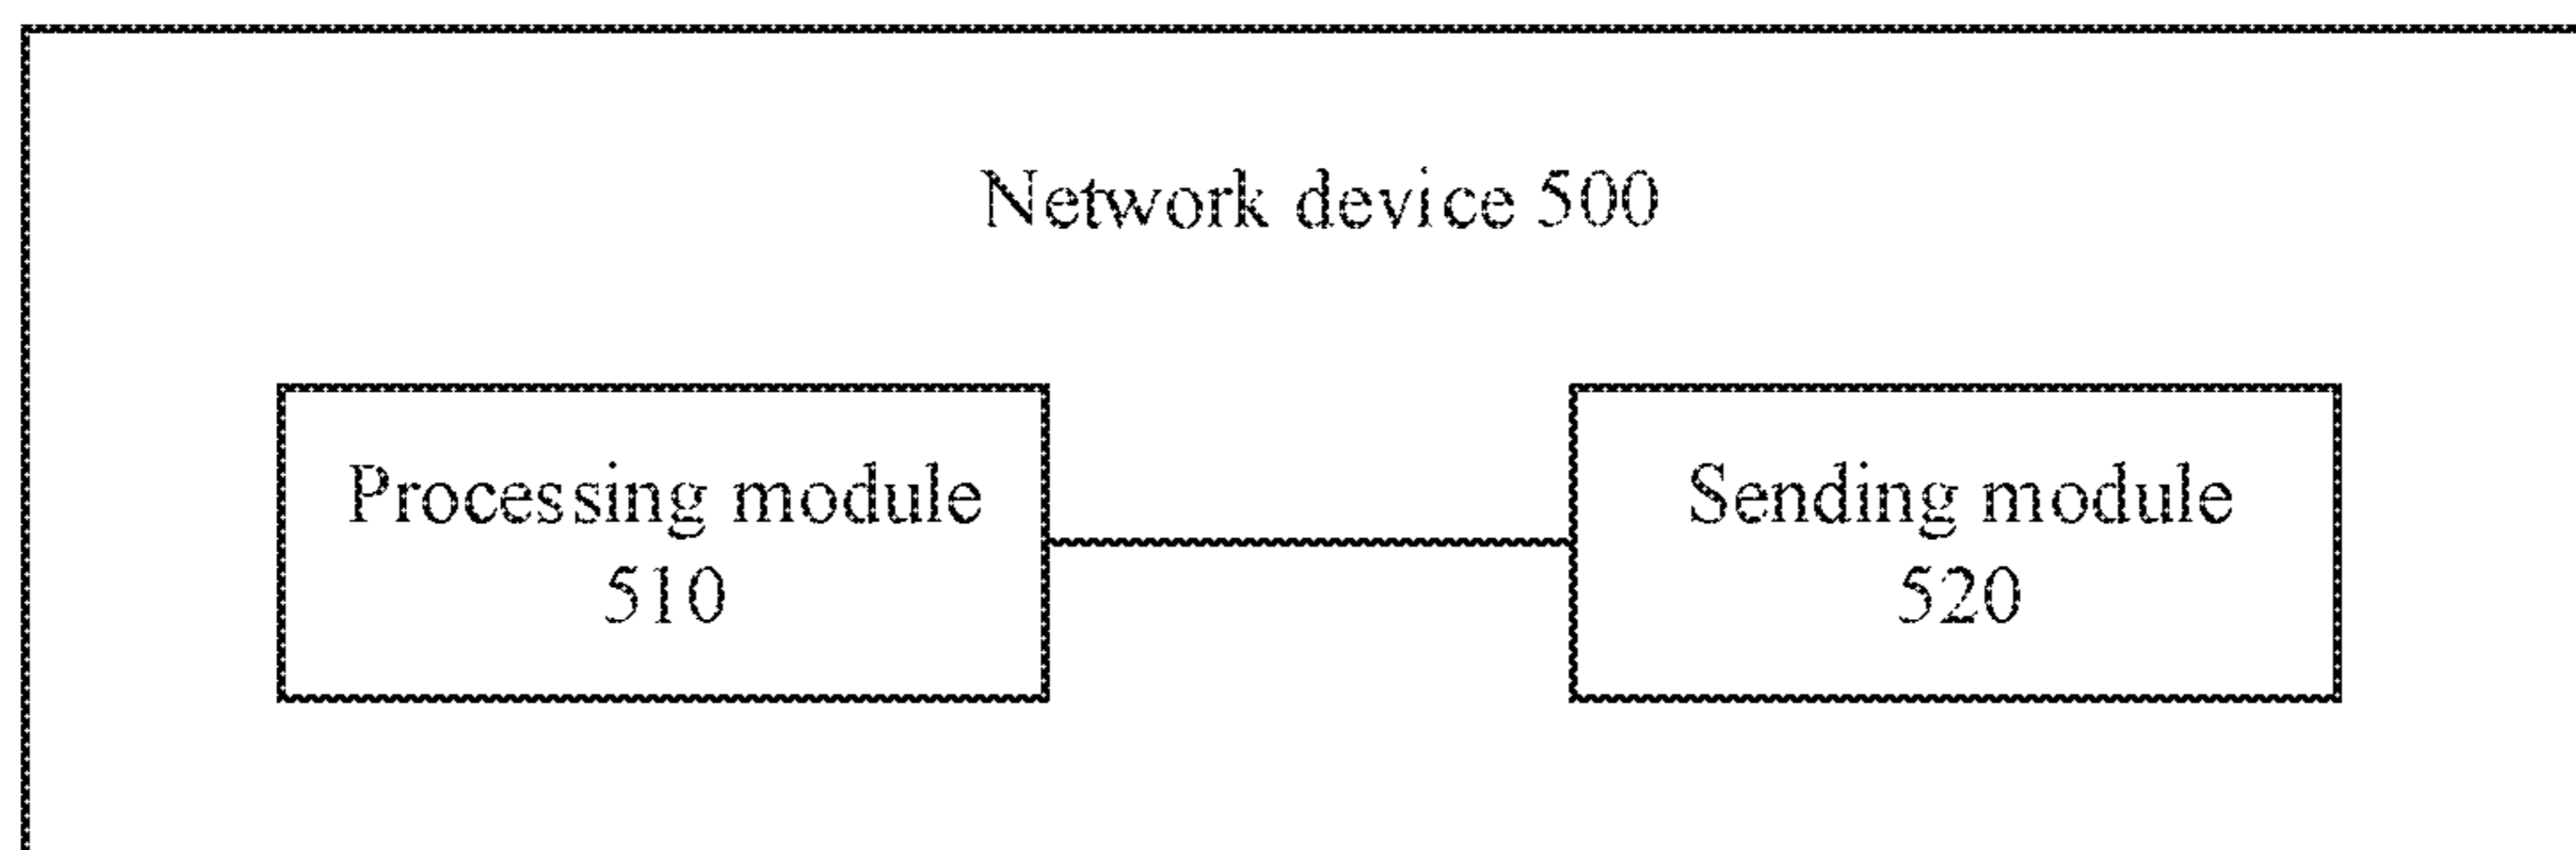 Network device 500
Processing module
510
Sending module
520